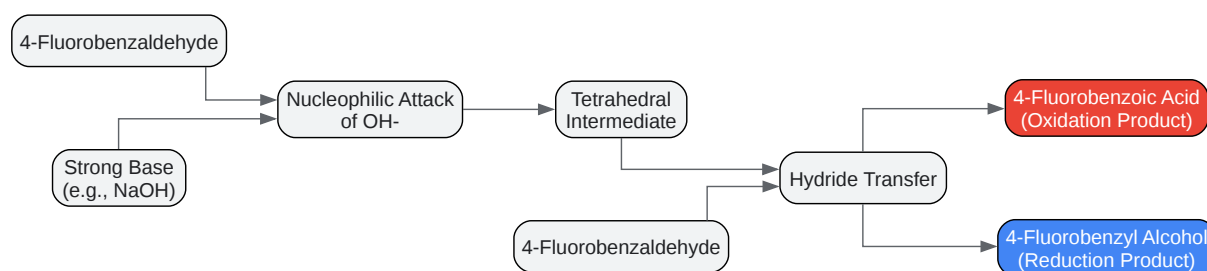 4-Fluorobenzaldehyde
Strong Base
(e.g., NaOH)
Nucleophilic Attack
of OH-
Tetrahedral
Intermediate
4-Fluorobenzaldehyde
Hydride Transfer
4-Fluorobenzoic Acid
(Oxidation Product)
4-Fluorobenzyl Alcohol
(Reduction Product)